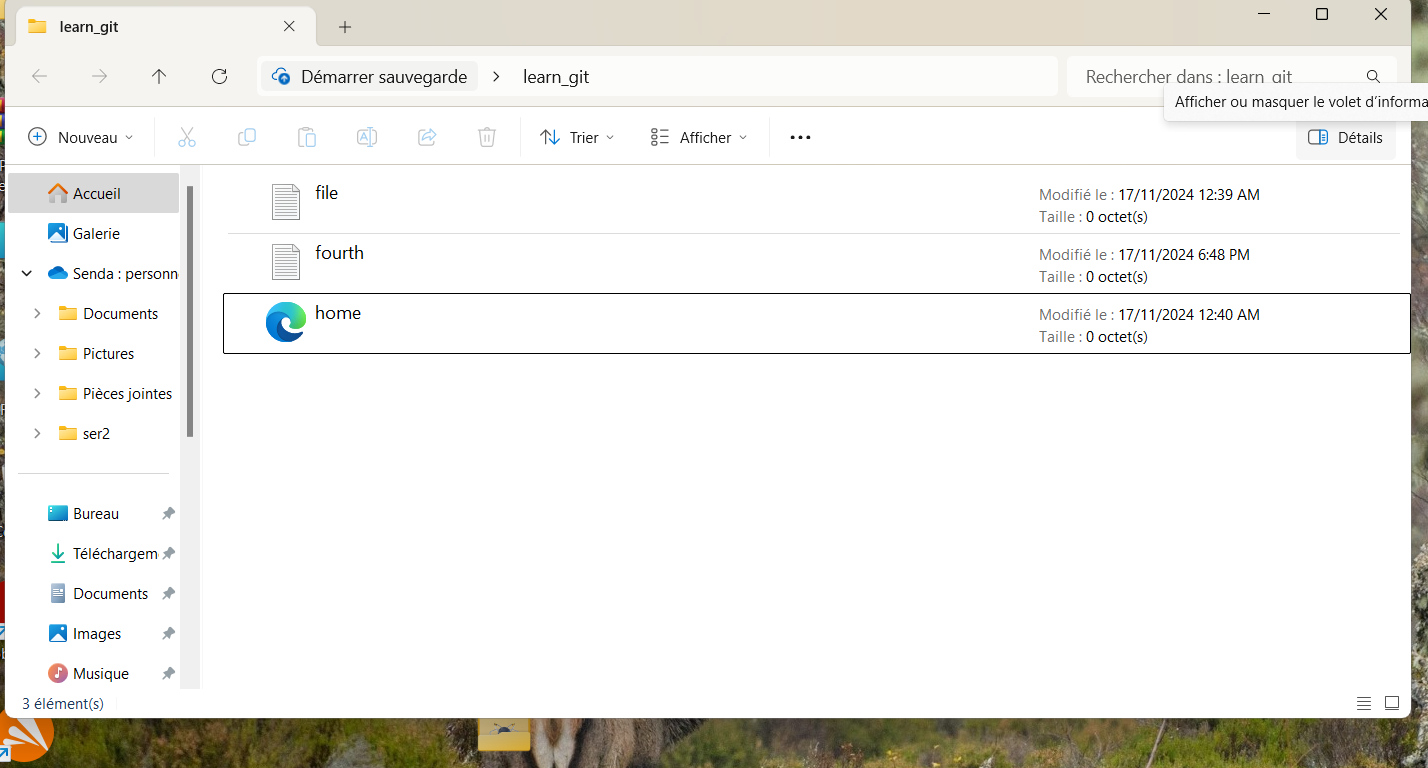 learn_git
Démarrer sauvegarde > learn_git
Rechercher dans : learn_git
Afficher ou masquer le volet d'informa
Nouveau
Trier
Afficher
Détails
Accueil
Galerie
Senda : personn
Documents
Pictures
Pièces jointes
ser2
Bureau
Téléchargem
Documents
Images
Musique
file
Modifié le : 17/11/2024 12:39 AM
Taille : 0 octet(s)
fourth
Modifié le : 17/11/2024 6:48 PM
Taille : 0 octet(s)
home
Modifié le : 17/11/2024 12:40 AM
Taille : 0 octet(s)
3 élément(s)